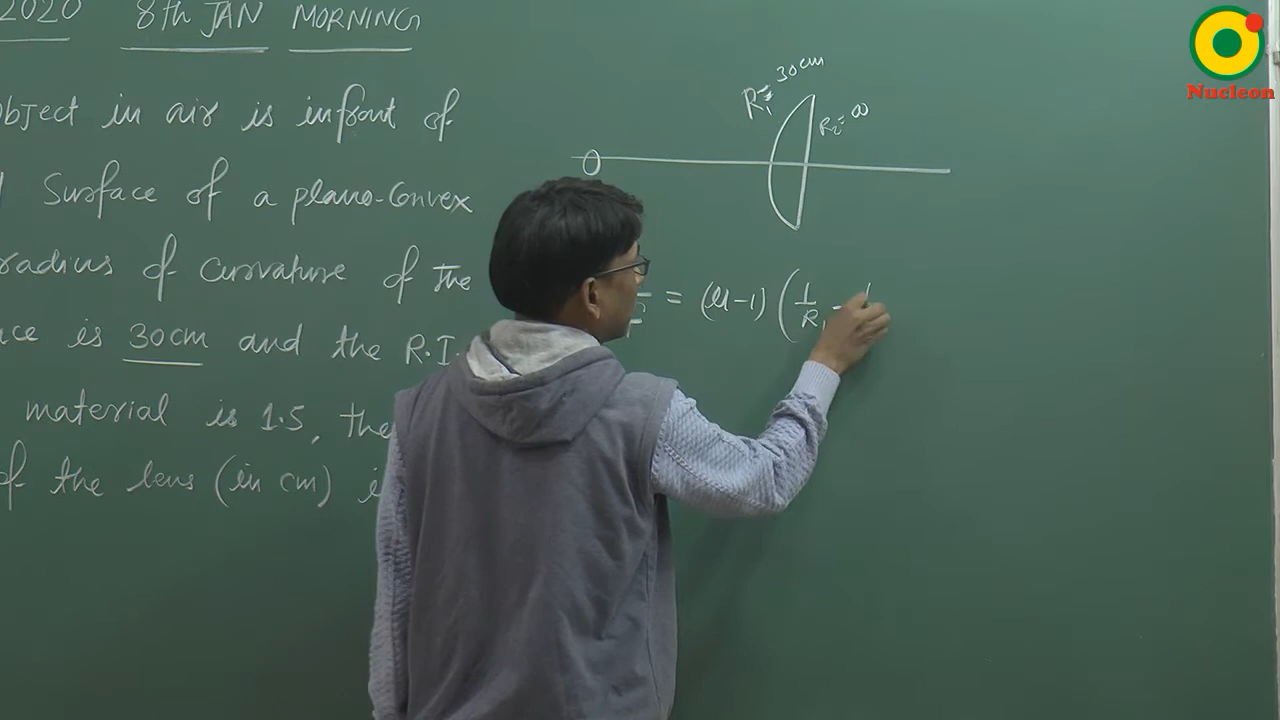 2020 8th JAN MORNING
object in air is infront of
Surface of a plano-Convex
radius of Curvature of the
ce is 30cm and the R.I
material is 1.5, the
of the lens (in cm) i
R₁= 30cm
R₂= ∞
O
= (μ-1) (1/R₁ - 1
Nucleon